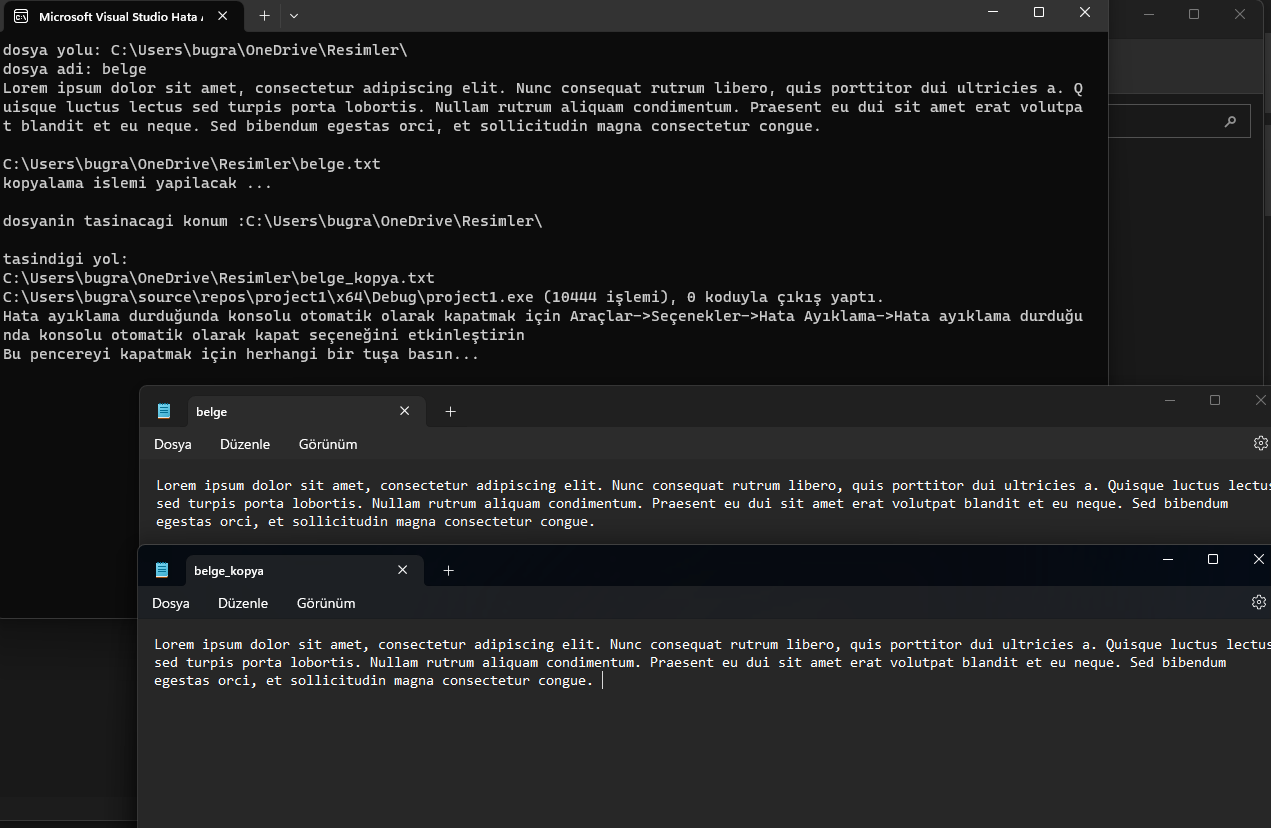 Microsoft Visual Studio Hata A
dosya yolu: C:\Users\bugra\OneDrive\Resimler\
dosya adi: belge
Lorem ipsum dolor sit amet, consectetur adipiscing elit. Nunc consequat rutrum libero, quis porttitor dui ultricies a. Q
uisque luctus lectus sed turpis porta lobortis. Nullam rutrum aliquam condimentum. Praesent eu dui sit amet erat volutpa
t blandit et eu neque. Sed bibendum egestas orci, et sollicitudin magna consectetur congue.
C:\Users\bugra\OneDrive\Resimler\belge.txt
kopyalama islemi yapilacak ...
dosyanin tasinacagi konum :C:\Users\bugra\OneDrive\Resimler\
tasindigi yol:
C:\Users\bugra\OneDrive\Resimler\belge_kopya.txt
C:\Users\bugra\source\repos\project1\x64\Debug\project1.exe (10444 işlemi), 0 koduyla çıkış yaptı.
Hata ayıklama durduğunda konsolu otomatik olarak kapatmak için Araçlar->Seçenekler->Hata Ayıklama->Hata ayıklama durduğu
nda konsolu otomatik olarak kapat seçeneğini etkinleştirin
Bu pencereyi kapatmak için herhangi bir tuşa basın...
belge
Dosya Düzenle Görünüm
Lorem ipsum dolor sit amet, consectetur adipiscing elit. Nunc consequat rutrum libero, quis porttitor dui ultricies a. Quisque luctus lectus
sed turpis porta lobortis. Nullam rutrum aliquam condimentum. Praesent eu dui sit amet erat volutpat blandit et eu neque. Sed bibendum
egestas orci, et sollicitudin magna consectetur congue.
belge_kopya
Dosya Düzenle Görünüm
Lorem ipsum dolor sit amet, consectetur adipiscing elit. Nunc consequat rutrum libero, quis porttitor dui ultricies a. Quisque luctus lectus
sed turpis porta lobortis. Nullam rutrum aliquam condimentum. Praesent eu dui sit amet erat volutpat blandit et eu neque. Sed bibendum
egestas orci, et sollicitudin magna consectetur congue.